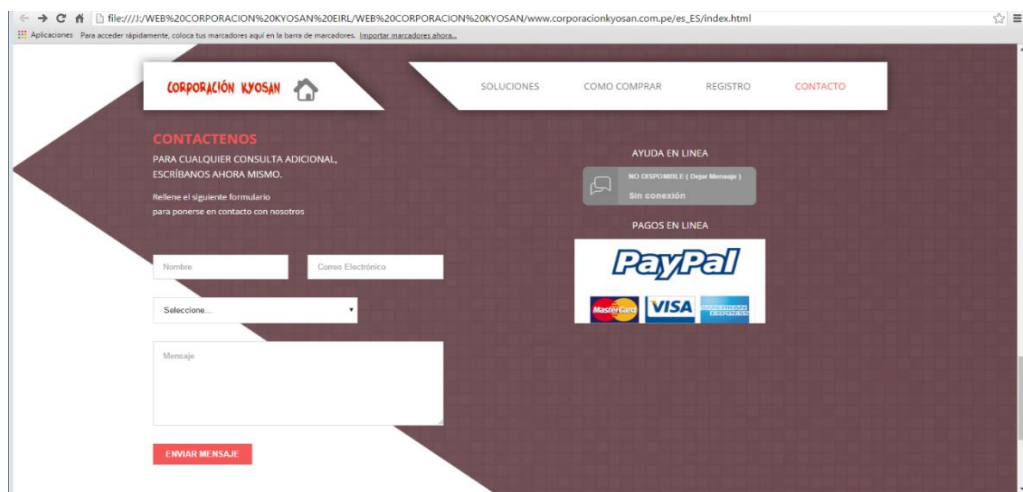 file:///J:/WEB%20CORPORACION%20KYOSAN%20EIRL/WEB%20CORPORACION%20KYOSAN/www.corporacionkyosan.com.pe/es_ES/index.html
Aplicaciones Para acceder rápidamente, coloca tus marcadores aquí en la barra de marcadores. Importar marcadores ahora...
CORPORACIÓN KYOSAN
SOLUCIONES COMO COMPRAR REGISTRO CONTACTO
CONTACTENOS
PARA CUALQUIER CONSULTA ADICIONAL,
ESCRÍBANOS AHORA MISMO.
Rellene el siguiente formulario
para ponerse en contacto con nosotros
Nombre
Correo Electrónico
Seleccione...
Mensaje
ENVIAR MENSAJE
AYUDA EN LINEA
NO DISPONIBLE ( Dejar Mensaje )
Sin conexión
PAGOS EN LINEA
PayPal
MasterCard VISA AMERICAN EXPRESS